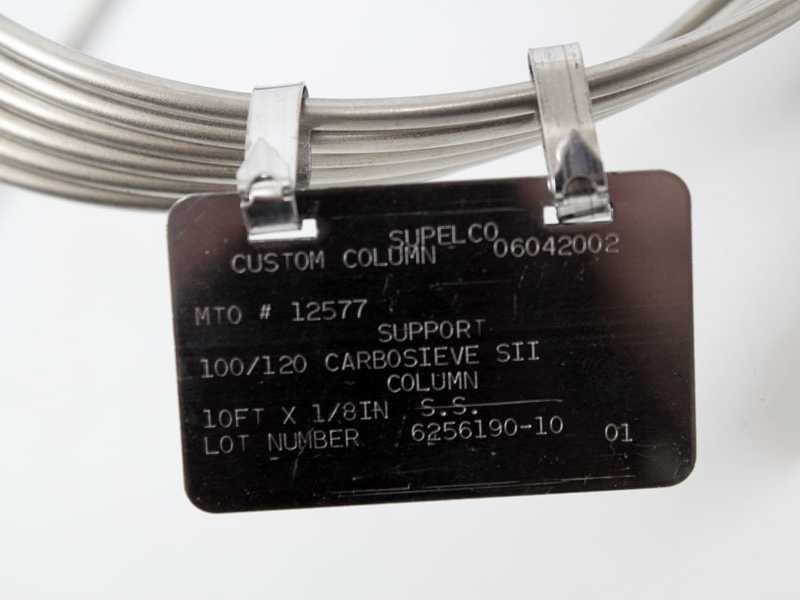 SUPELCO
CUSTOM COLUMN 06042002
MTO # 12577
SUPPORT
100/120 CARBOSIEVE SII
COLUMN
10FT X 1/8IN S.S.
LOT NUMBER 6256190-10 01